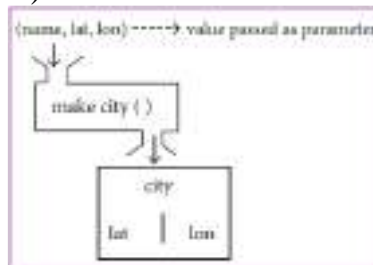 (name, lat, lon) -----> value passed as parameter
make city ( )
city
lat lon